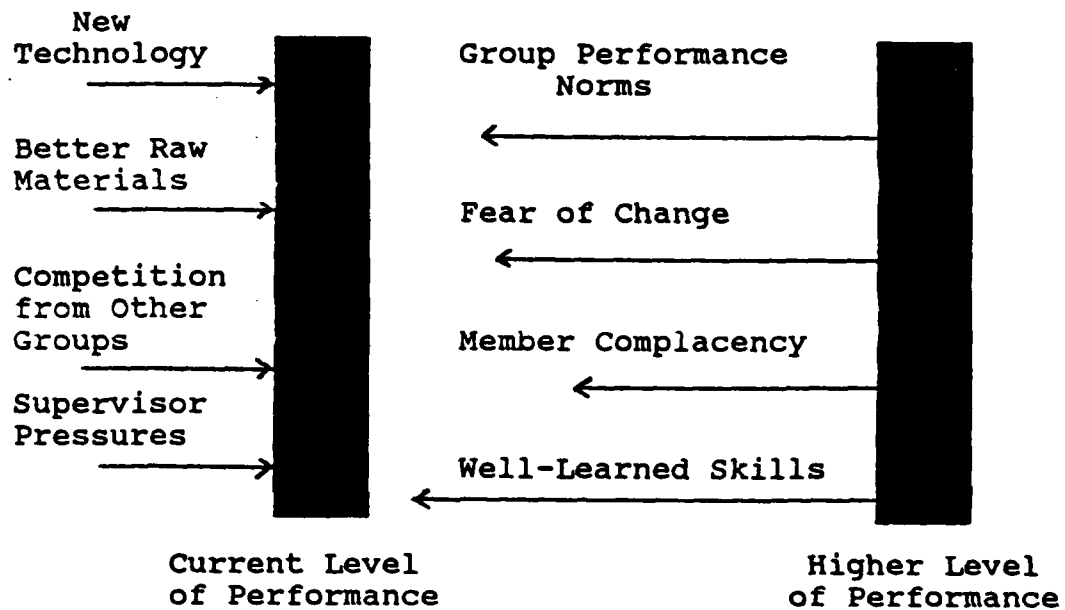 New
Technology
Better Raw
Materials
Competition
from Other
Groups
Supervisor
Pressures
Group Performance
Norms
Fear of Change
Member Complacency
Well-Learned Skills
Current Level
of Performance
Higher Level
of Performance